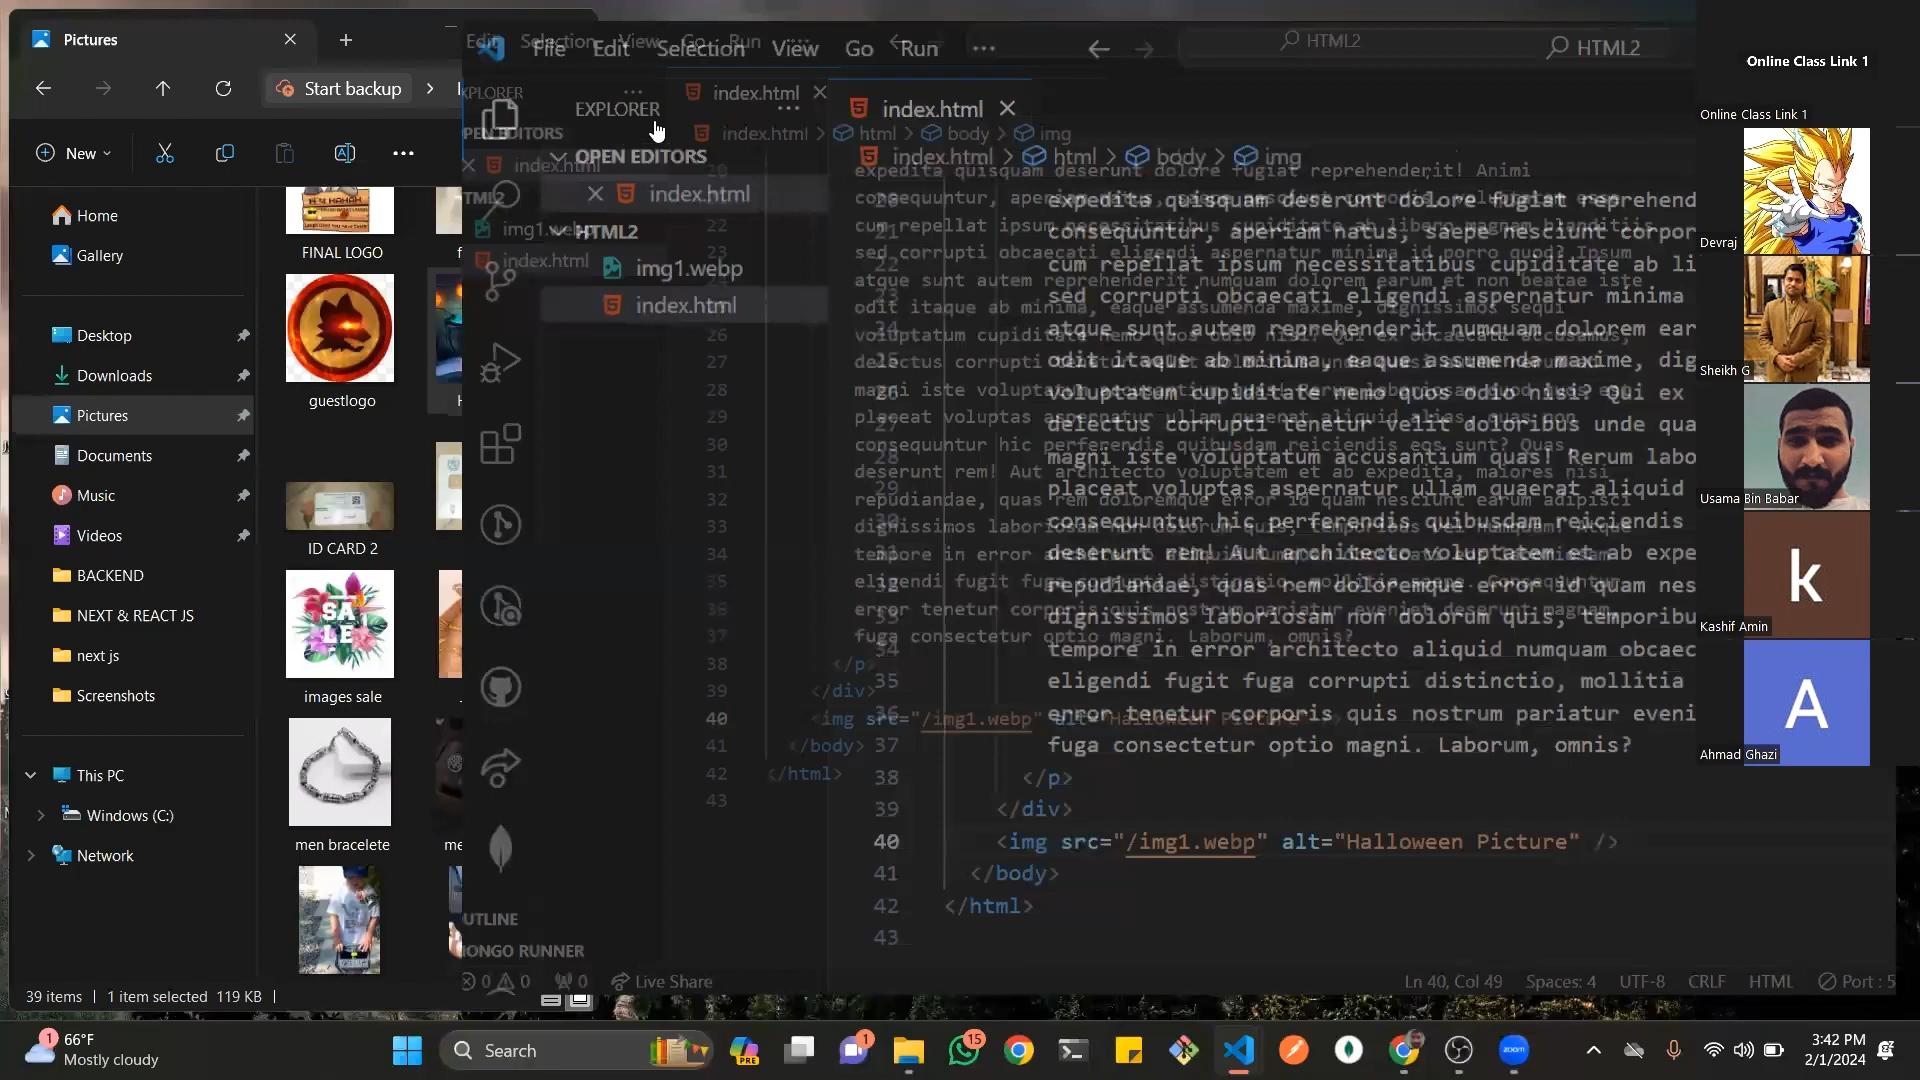 Pictures
Start backup
New
Home
Gallery
Desktop
Downloads
Pictures
Documents
Music
Videos
BACKEND
NEXT & REACT JS
next js
Screenshots
This PC
Windows (C:)
Network
FINAL LOGO
guestlogo
ID CARD 2
images sale
men bracelete
39 items
1 item selected 119 KB
File Edit Selection View Go Run
HTML2
EXPLORER
OPEN EDITORS
index.html
HTML2
img1.webp
index.html
index.html
index.html > html > body > img
expedita quisquam deserunt dolore fugiat reprehend
consequuntur, aperiam natus, saepe nesciunt corpor
cum repellat ipsum necessitatibus cupiditate ab li
sed corrupti obcaecati eligendi aspernatur minima
atque sunt autem reprehenderit numquam dolorem ear
odit itaque ab minima, eaque assumenda maxime, dig
voluptatum cupiditate nemo quos odio nisi? Qui ex
delectus corrupti tenetur velit doloribus unde qua
magni iste voluptatum accusantium quas! Rerum labo
placeat voluptas aspernatur ullam quaerat aliquid
consequuntur hic perferendis quibusdam reiciendis
deserunt rem! Aut architecto voluptatem et ab expe
repudiandae, quas rem doloremque error id quam nes
dignissimos laboriosam non dolorum quis, temporibu
tempore in error architecto aliquid numquam obcaec
eligendi fugit fuga corrupti distinctio, mollitia
error tenetur corporis quis nostrum pariatur eveni
37 fuga consectetur optio magni. Laborum, omnis?
38 </p>
39 </div>
40 <img src="/img1.webp" alt="Halloween Picture" />
41 </body>
42 </html>
43
Live Share
Ln 40, Col 49
Spaces: 4
UTF-8
CRLF
HTML
Port : 5
Online Class Link 1
Online Class Link 1
Devraj
Sheikh G
Usama Bin Babar
k
Kashif Amin
A
Ahmad Ghazi
66°F
Mostly cloudy
Search
3:42 PM
2/1/2024